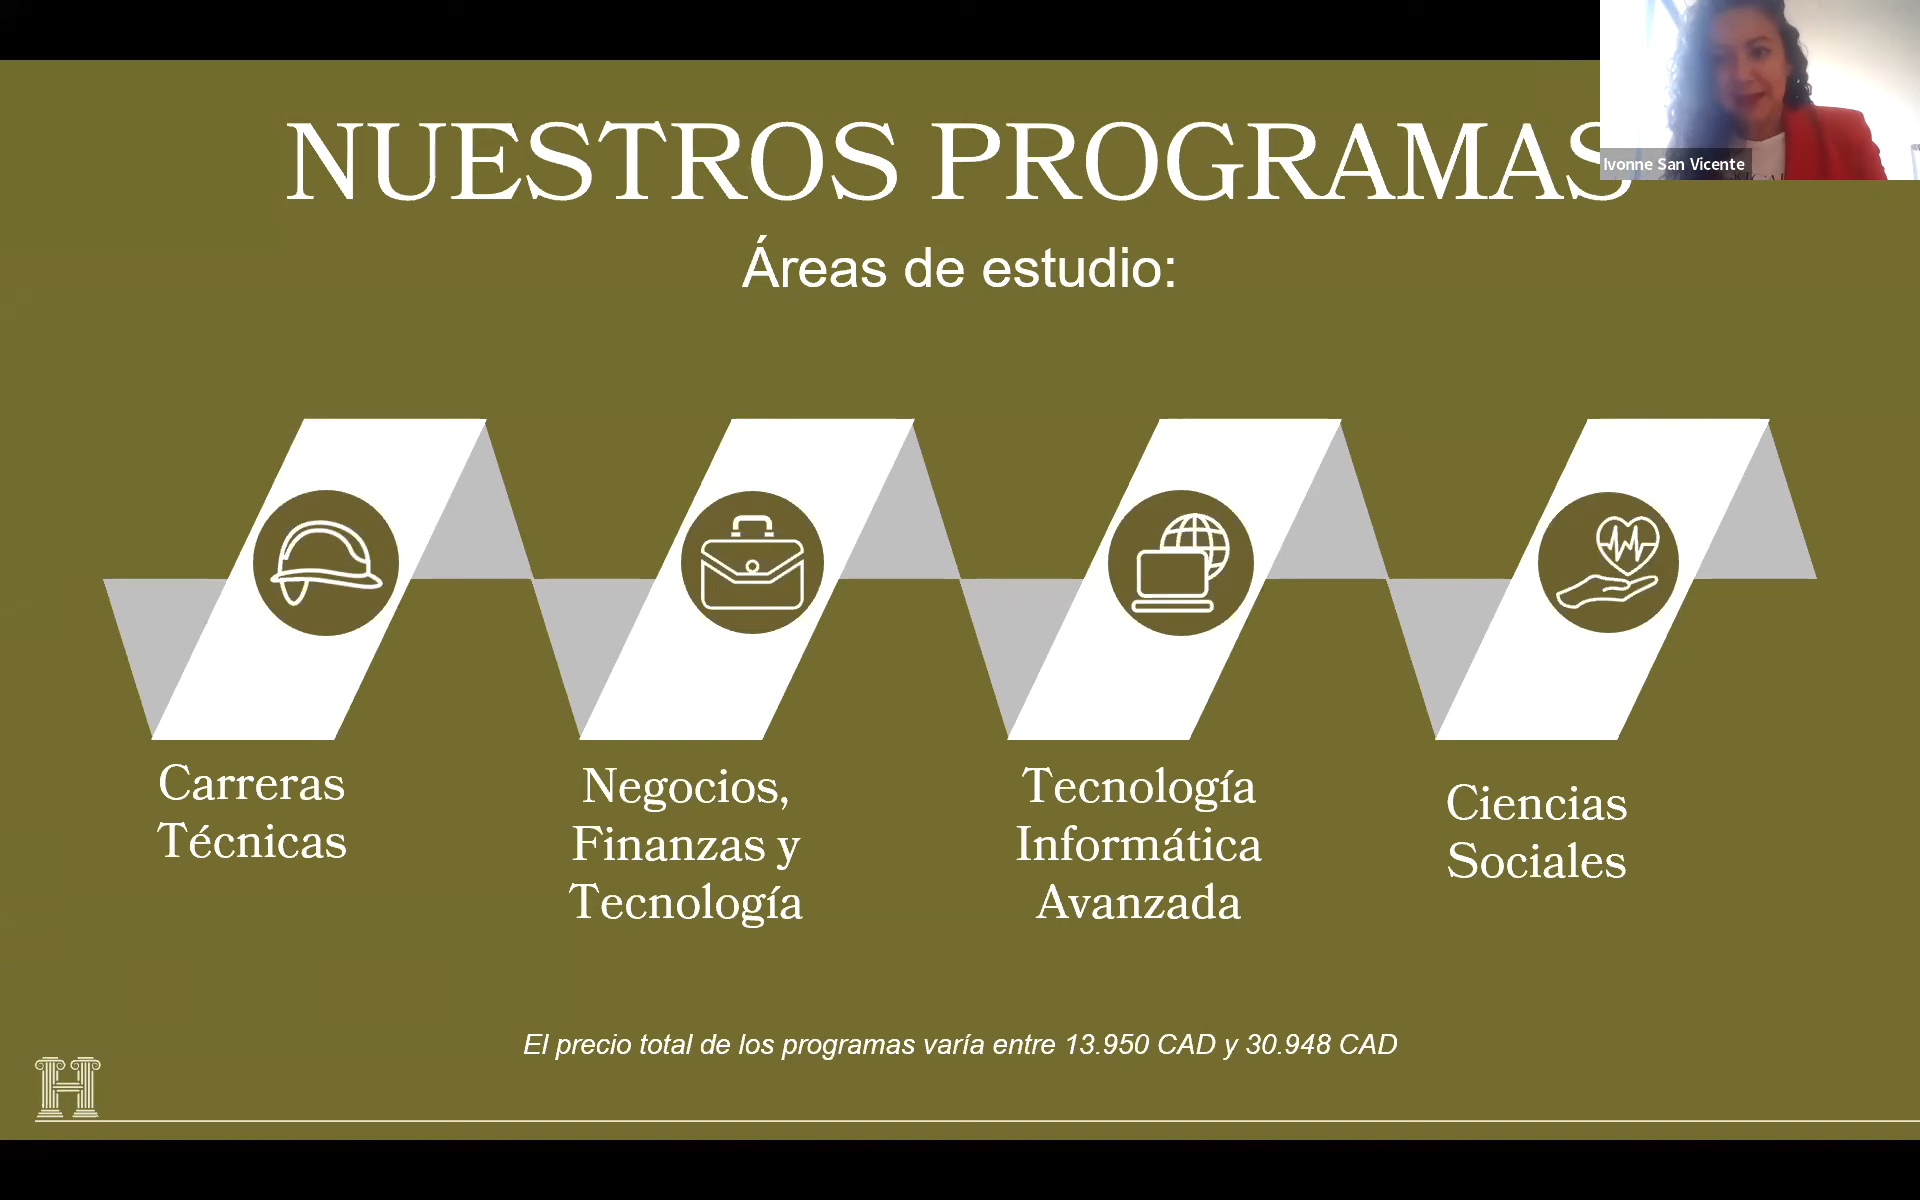 NUESTROS PROGRAMAS
Ivonne San Vicente
Áreas de estudio:
Carreras
Técnicas
Negocios,
Finanzas y
Tecnología
Tecnología
Informática
Avanzada
Ciencias
Sociales
El precio total de los programas varía entre 13.950 CAD y 30.948 CAD
H